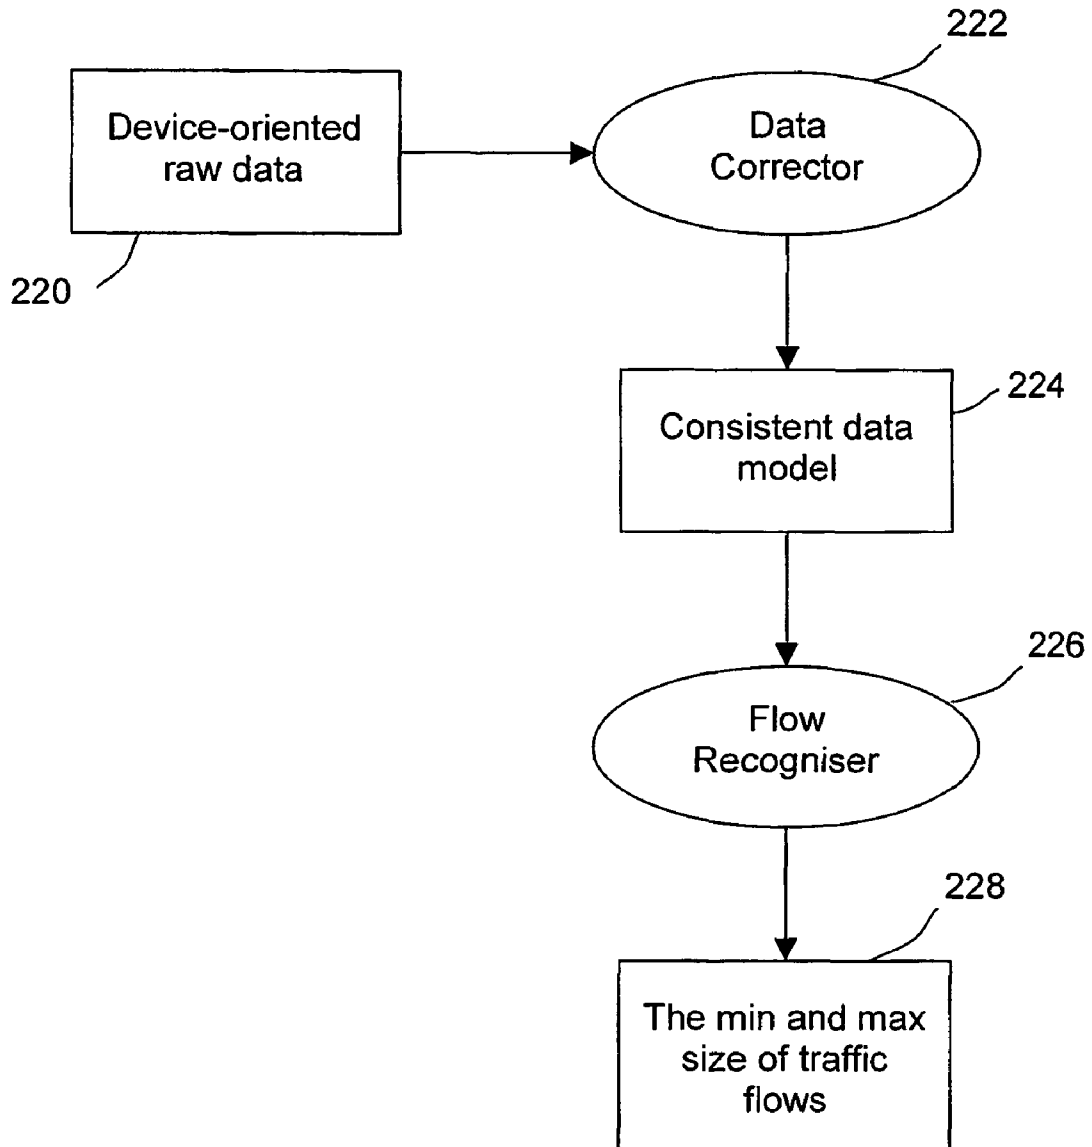 222
Device-oriented
raw data
Data
Corrector
220
224
Consistent data
model
226
Flow
Recogniser
228
The min and max
size of traffic
flows